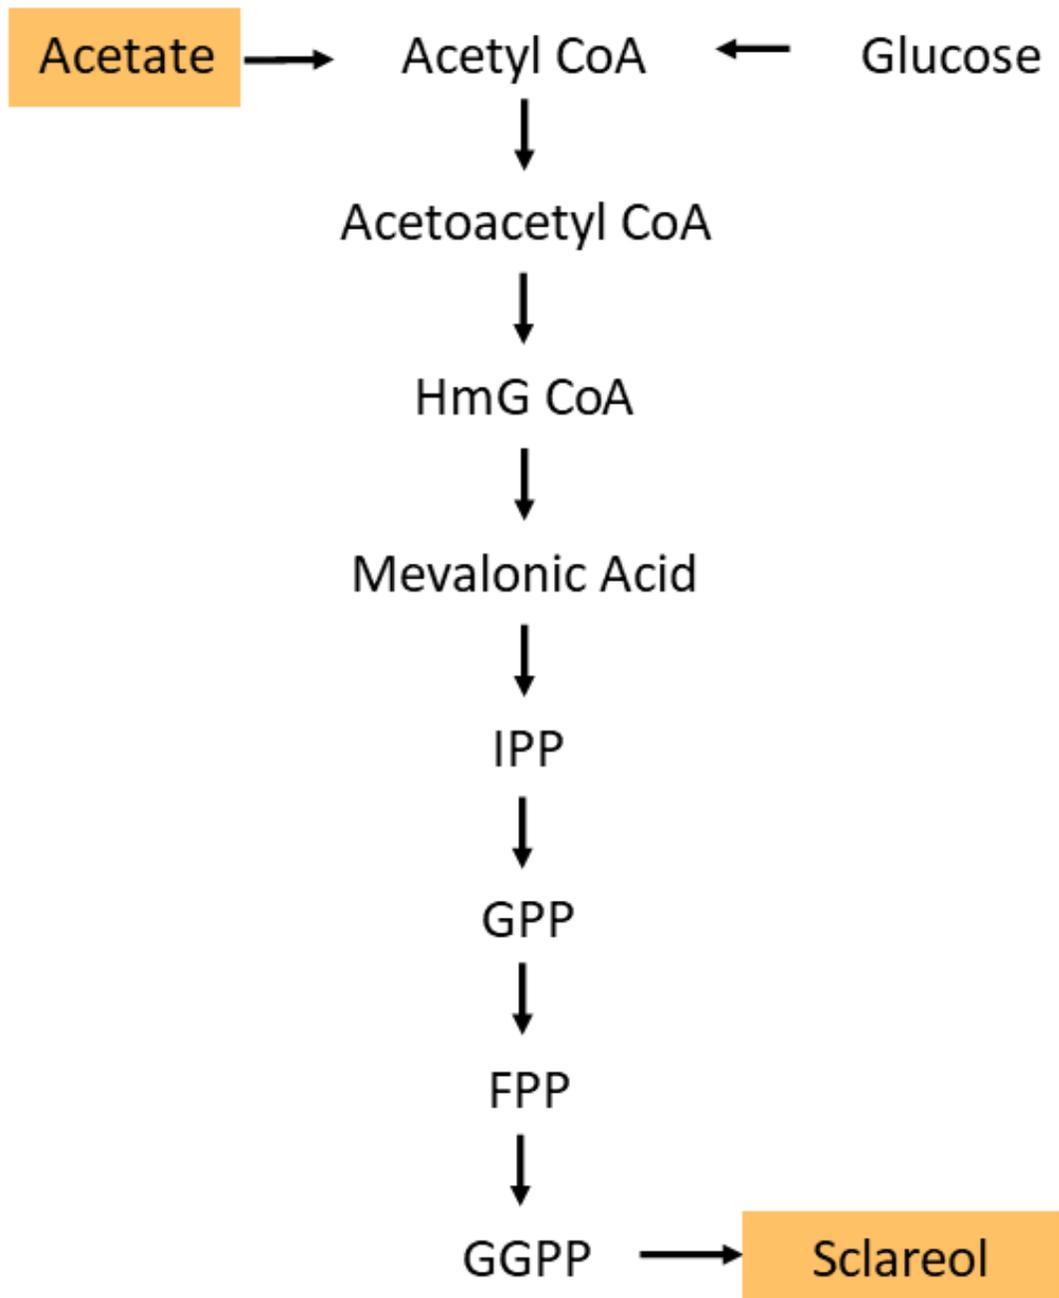 Acetate Acetyl CoA Glucose
Acetoacetyl CoA
HmG CoA
Mevalonic Acid
IPP
GPP
FPP
GGPP Sclareol